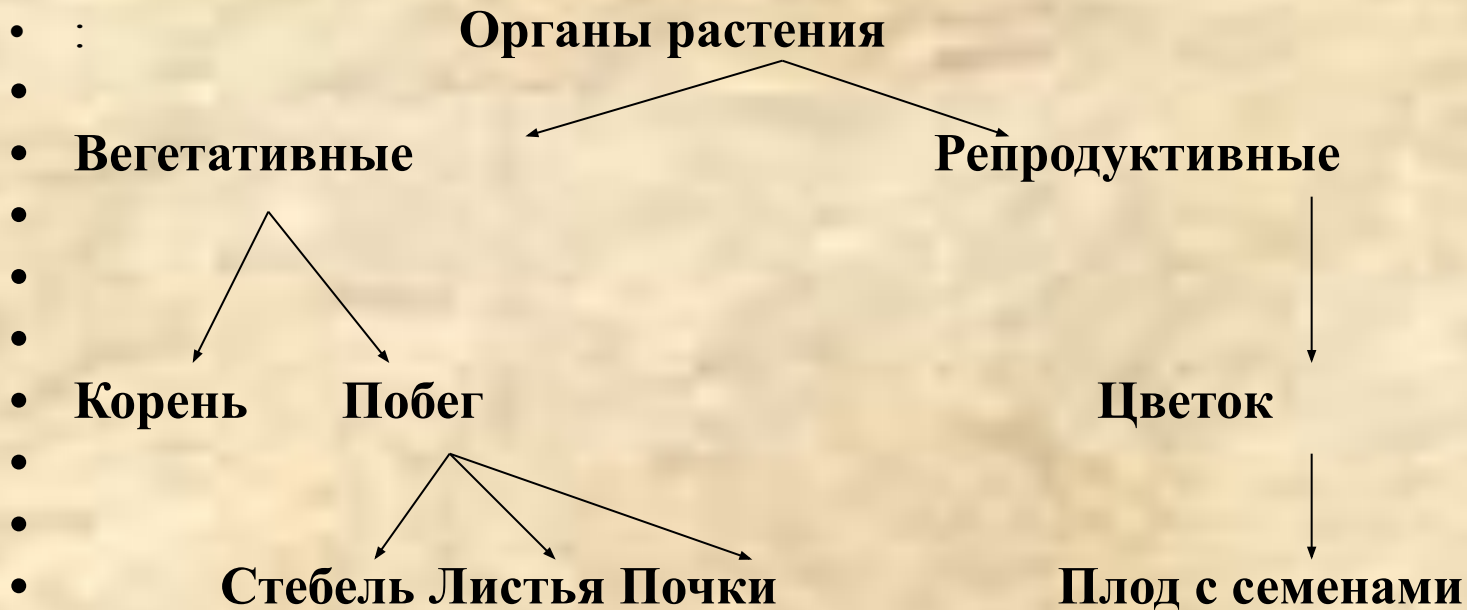 • : Органы растения
•
• Вегетативные Репродуктивные
•
•
•
• Корень Побег Цветок
•
•
• Стебель Листья Почки Плод с семенами